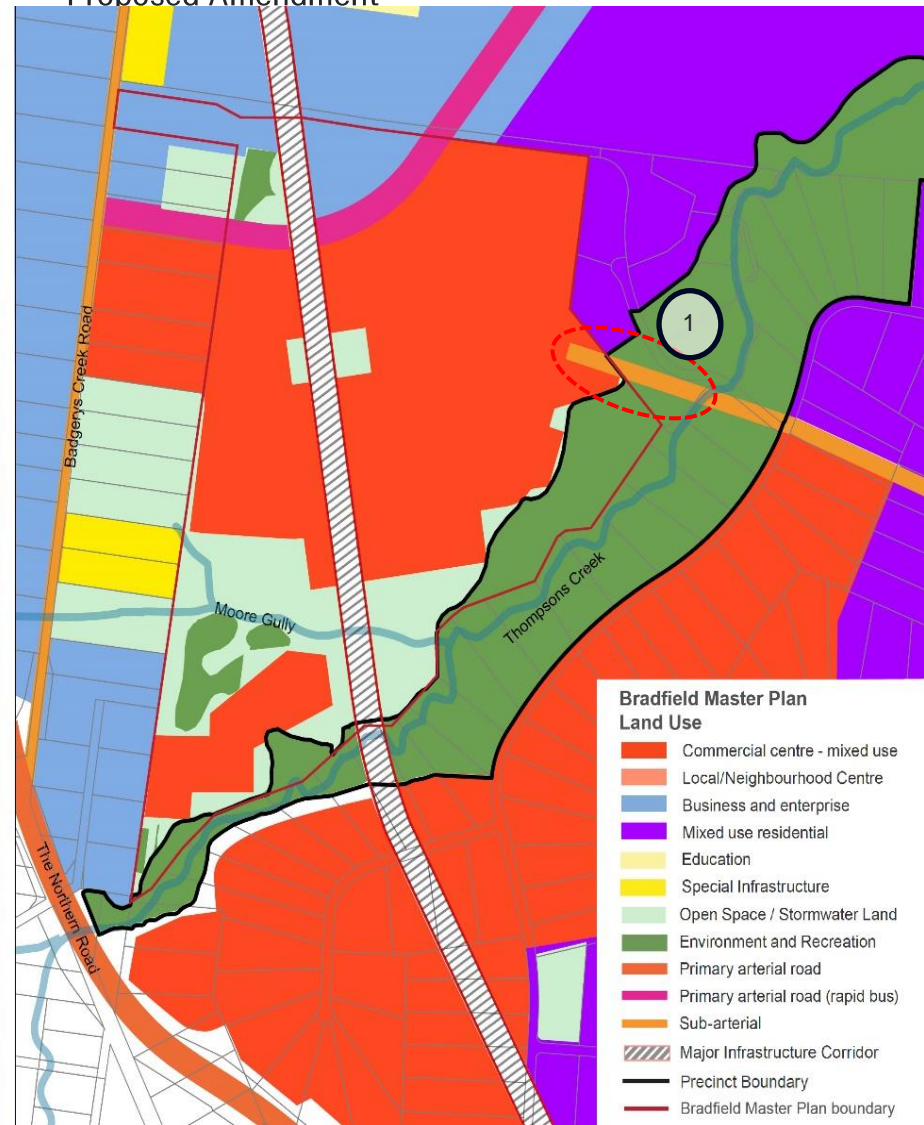 Proposed Amendment
1
Badgerys Creek Road
Moore Gully
Thompsons Creek
The Northern Road
Bradfield Master Plan
Land Use
Commercial centre - mixed use
Local/Neighbourhood Centre
Business and enterprise
Mixed use residential
Education
Special Infrastructure
Open Space / Stormwater Land
Environment and Recreation
Primary arterial road
Primary arterial road (rapid bus)
Sub-arterial
Major Infrastructure Corridor
Precinct Boundary
Bradfield Master Plan boundary